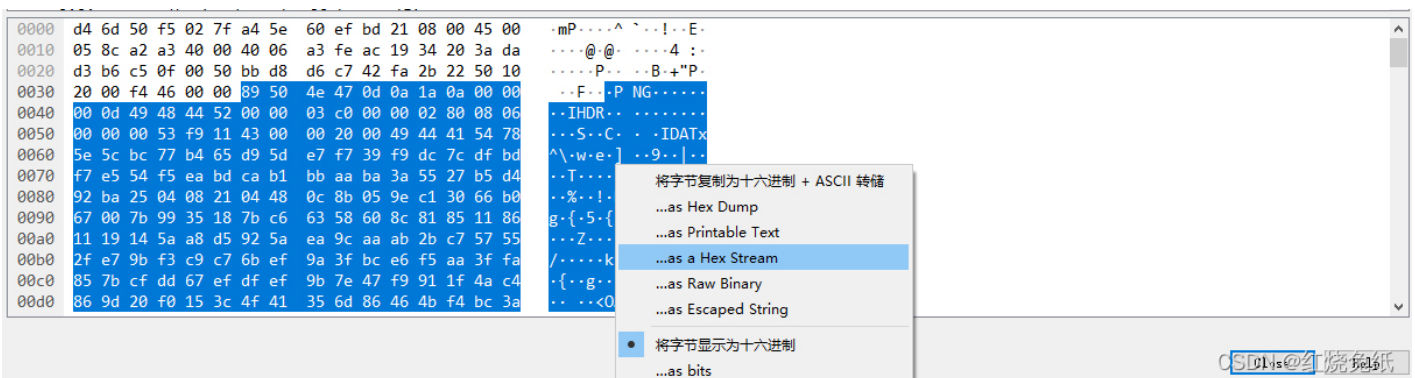 0000 d4 6d 50 f5 02 7f a4 5e 60 ef bd 21 08 00 45 00 ·mP····^ `··!··E·
0010 05 8c a2 a3 40 00 40 06 a3 fe ac 19 34 20 3a da ····@·@· ····4 :·
0020 d3 b6 c5 0f 00 50 bb d8 d6 c7 42 fa 2b 22 50 10 ·····P·· ··B·+"P·
0030 20 00 f4 46 00 00 89 50 4e 47 0d 0a 1a 0a 00 00 ··F···P NG······
0040 00 0d 49 48 44 52 00 00 03 c0 00 00 02 80 08 06 ··IHDR·· ········
0050 00 00 00 53 f9 11 43 00 00 20 00 49 44 41 54 78 ···S··C· · ·IDATx
0060 5e 5c bc 77 b4 65 d9 5d e7 f7 39 f9 dc 7c df bd ^\·w·e·] ··9··|··
0070 f7 e5 54 f5 ea bd ca b1 bb aa ba 3a 55 27 b5 d4 ··T····
0080 92 ba 25 04 08 21 04 48 0c 8b 05 9e c1 30 66 b0 ··%··!·
0090 67 00 7b 99 35 18 7b c6 63 58 60 8c 81 85 11 86 g·{·5·{
00a0 11 19 14 5a a8 d5 92 5a ea 9c aa ab 2b c7 57 55 ···Z···
00b0 2f e7 9b f3 c9 c7 6b ef 9a 3f bc e6 f5 aa 3f fa /·····k
00c0 85 7b cf dd 67 ef df ef 9b 7e 47 f9 91 1f 4a c4 ·{··g··
00d0 86 9d 20 f0 15 3c 4f 41 35 6d 86 46 4b f4 bc 3a ·· ··<O
将字节复制为十六进制 + ASCII 转储
...as Hex Dump
...as Printable Text
...as a Hex Stream
...as Raw Binary
...as Escaped String
将字节显示为十六进制
...as bits
Close Help
CSDN @红烧兔纸